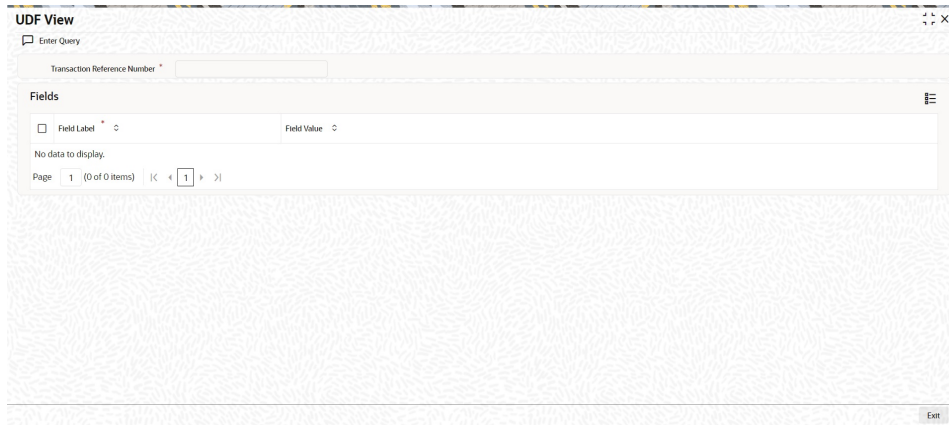 UDF View
Enter Query
Transaction Reference Number *
Fields
Field Label * Field Value
No data to display.
Page 1 (0 of 0 items) 1
Exit